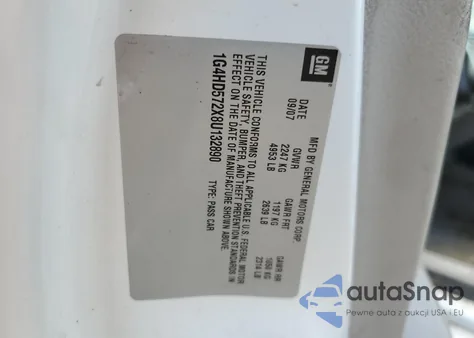 GM
MFD BY GENERAL MOTORS CORP.
DATE GVWR GAWR FRT GAWR RR
09/07 2247 KG 1197 KG 1050 KG
4953 LB 2639 LB 2314 LB
THIS VEHICLE CONFORMS TO ALL APPLICABLE U.S. FEDERAL MOTOR
VEHICLE SAFETY, BUMPER, AND THEFT PREVENTION STANDARDS IN
EFFECT ON THE DATE OF MANUFACTURE SHOWN ABOVE.
1G4HD572X8U132890 TYPE: PASS CAR
autoSnap
Pewne auta z aukcji USA i EU